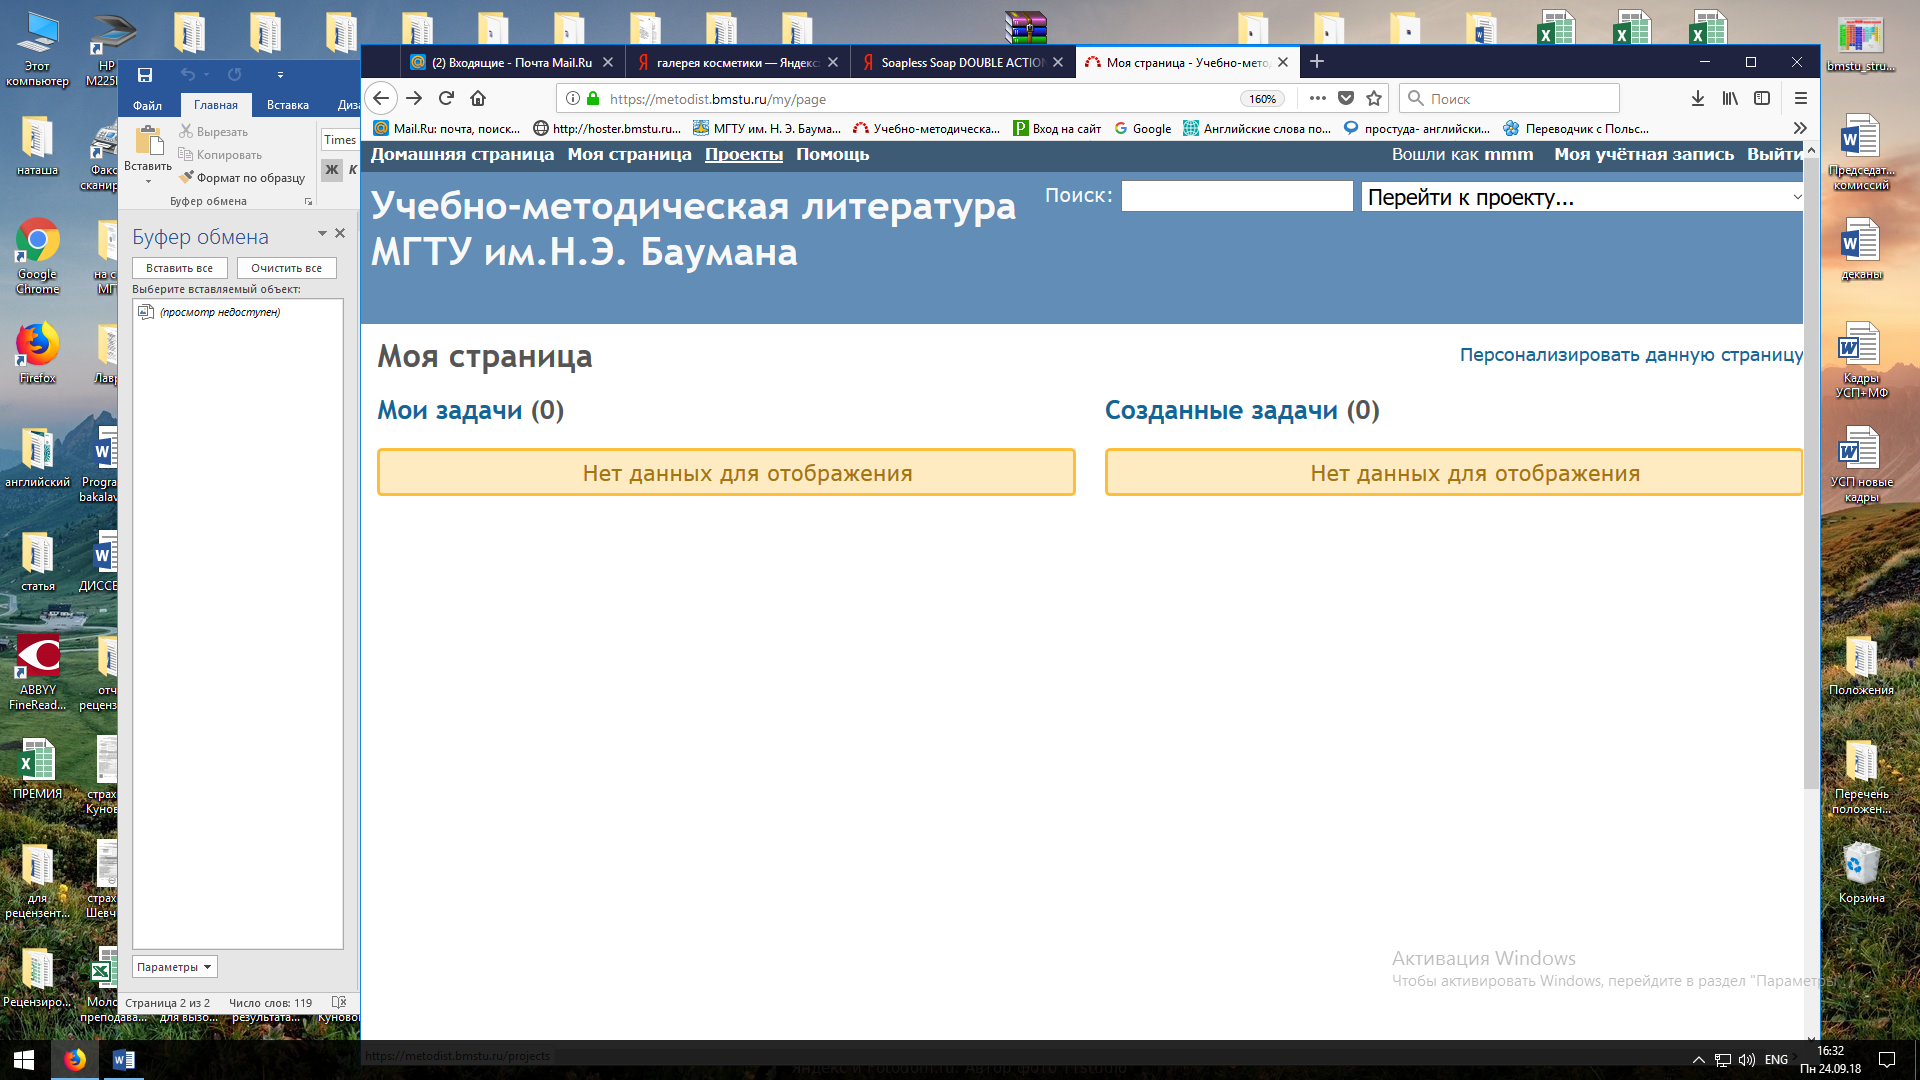 Этот
компьютер
HP
наташа
Факс
Google
Chrome
Firefox
английский
статья
ABBYY
FineRead...
ПРЕМИЯ
для
рецензент...
Рецензиро...
Файл
Главная
Вставка
Вставить
Вырезать
Копировать
Формат по образцу
Буфер обмена
Times
Ж К
Буфер обмена
Вставить все
Очистить все
Выберите вставляемый объект:
(просмотр недоступен)
Параметры
Страница 2 из 2
Число слов: 119
(2) Входящие - Почта Mail.Ru
галерея косметики — Яндекс
Soapless Soap DOUBLE ACTION
Моя страница - Учебно-мето
https://metodist.bmstu.ru/my/page
160%
Поиск
Mail.Ru: почта, поиск...
http://hoster.bmstu.ru...
МГТУ им. Н. Э. Баума...
Учебно-методическа...
Вход на сайт
Google
Английские слова по...
простуда- английски...
Переводчик с Польс...
Домашняя страница Моя страница Проекты Помощь
Вошли как mmm Моя учётная запись Выйти
Учебно-методическая литература
МГТУ им.Н.Э. Баумана
Поиск:
Перейти к проекту...
Моя страница
Персонализировать данную страницу
Мои задачи (0)
Созданные задачи (0)
Нет данных для отображения
Нет данных для отображения
Активация Windows
Чтобы активировать Windows, перейдите в раздел "Параметры
https://metodist.bmstu.ru/projects
bmstu_stru...
Председат...
комиссий
деканы
Кадры
УСП+МФ
УСП новые
кадры
Положения
Перечень
положен...
Корзина
ENG
16:32
Пн 24.09.18